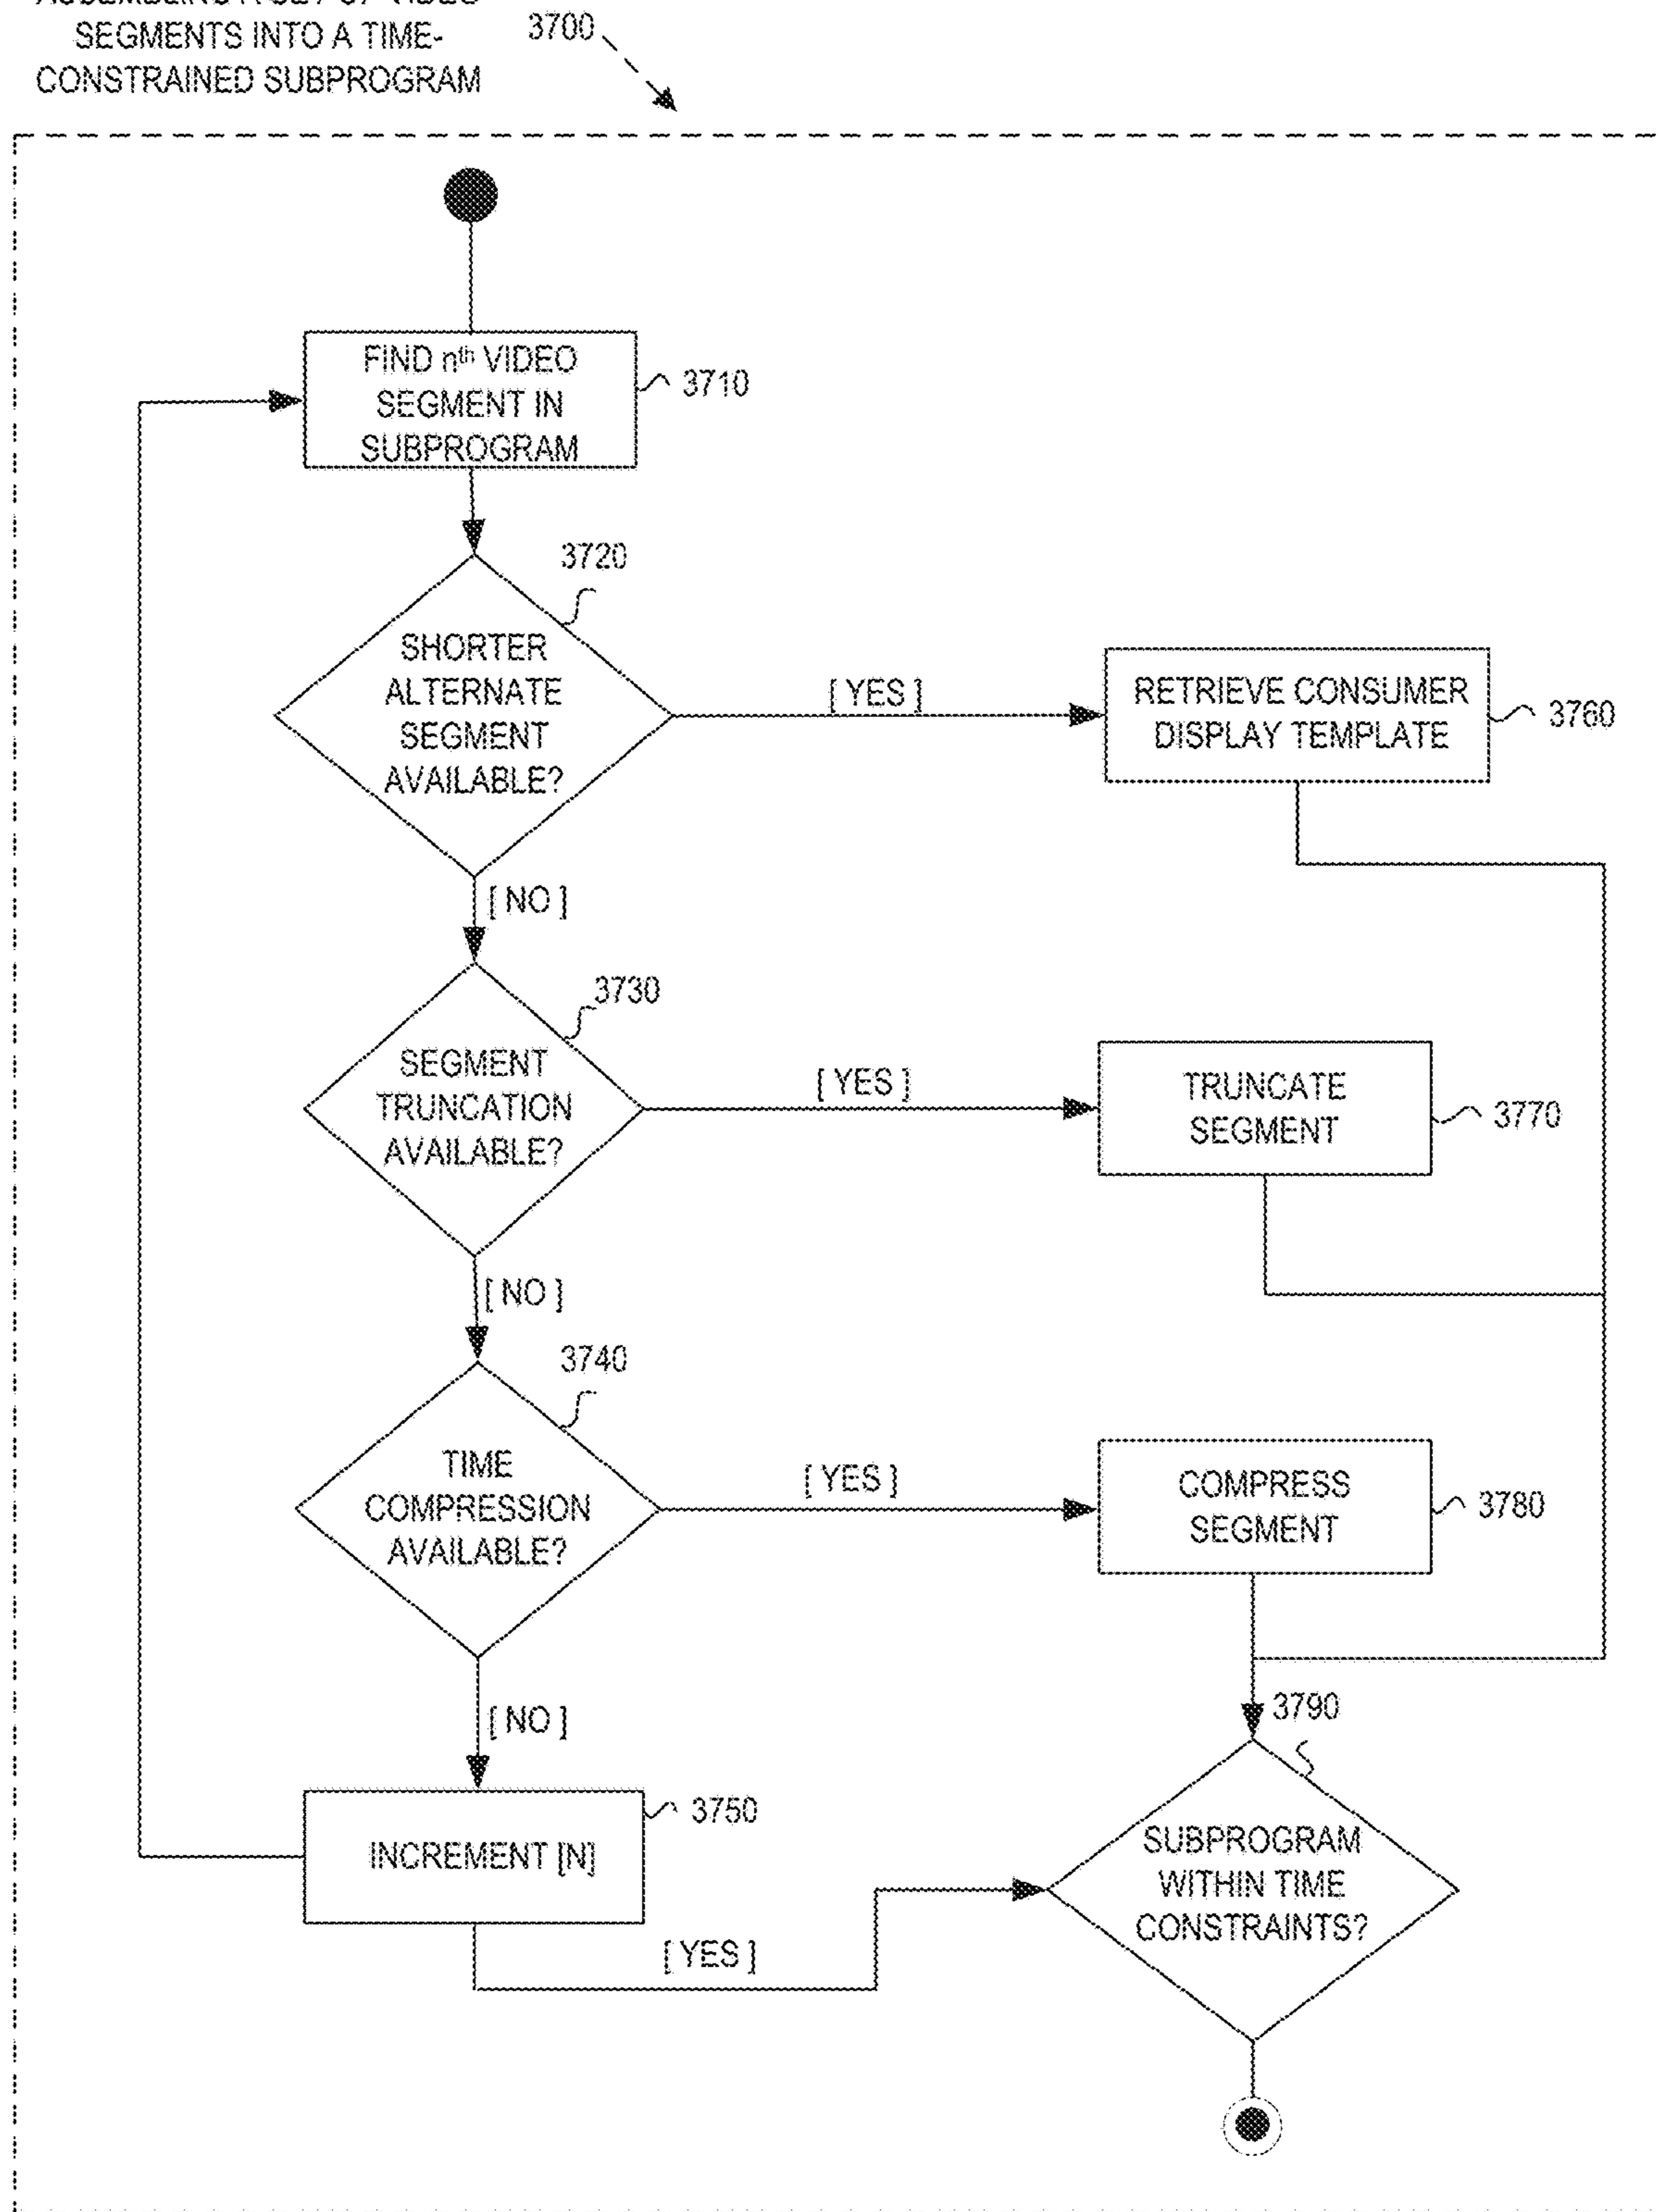 SEGMENTS INTO A TIME-
CONSTRAINED SUBPROGRAM
3700
FIND nth VIDEO
SEGMENT IN
SUBPROGRAM
3710
3720
SHORTER
ALTERNATE
SEGMENT
AVAILABLE?
[ YES ]
RETRIEVE CONSUMER
DISPLAY TEMPLATE
3760
[ NO ]
3730
SEGMENT
TRUNCATION
AVAILABLE?
[ YES ]
TRUNCATE
SEGMENT
3770
[ NO ]
3740
TIME
COMPRESSION
AVAILABLE?
[ YES ]
COMPRESS
SEGMENT
3780
[ NO ]
3790
3750
INCREMENT [N]
SUBPROGRAM
WITHIN TIME
CONSTRAINTS?
[ YES ]